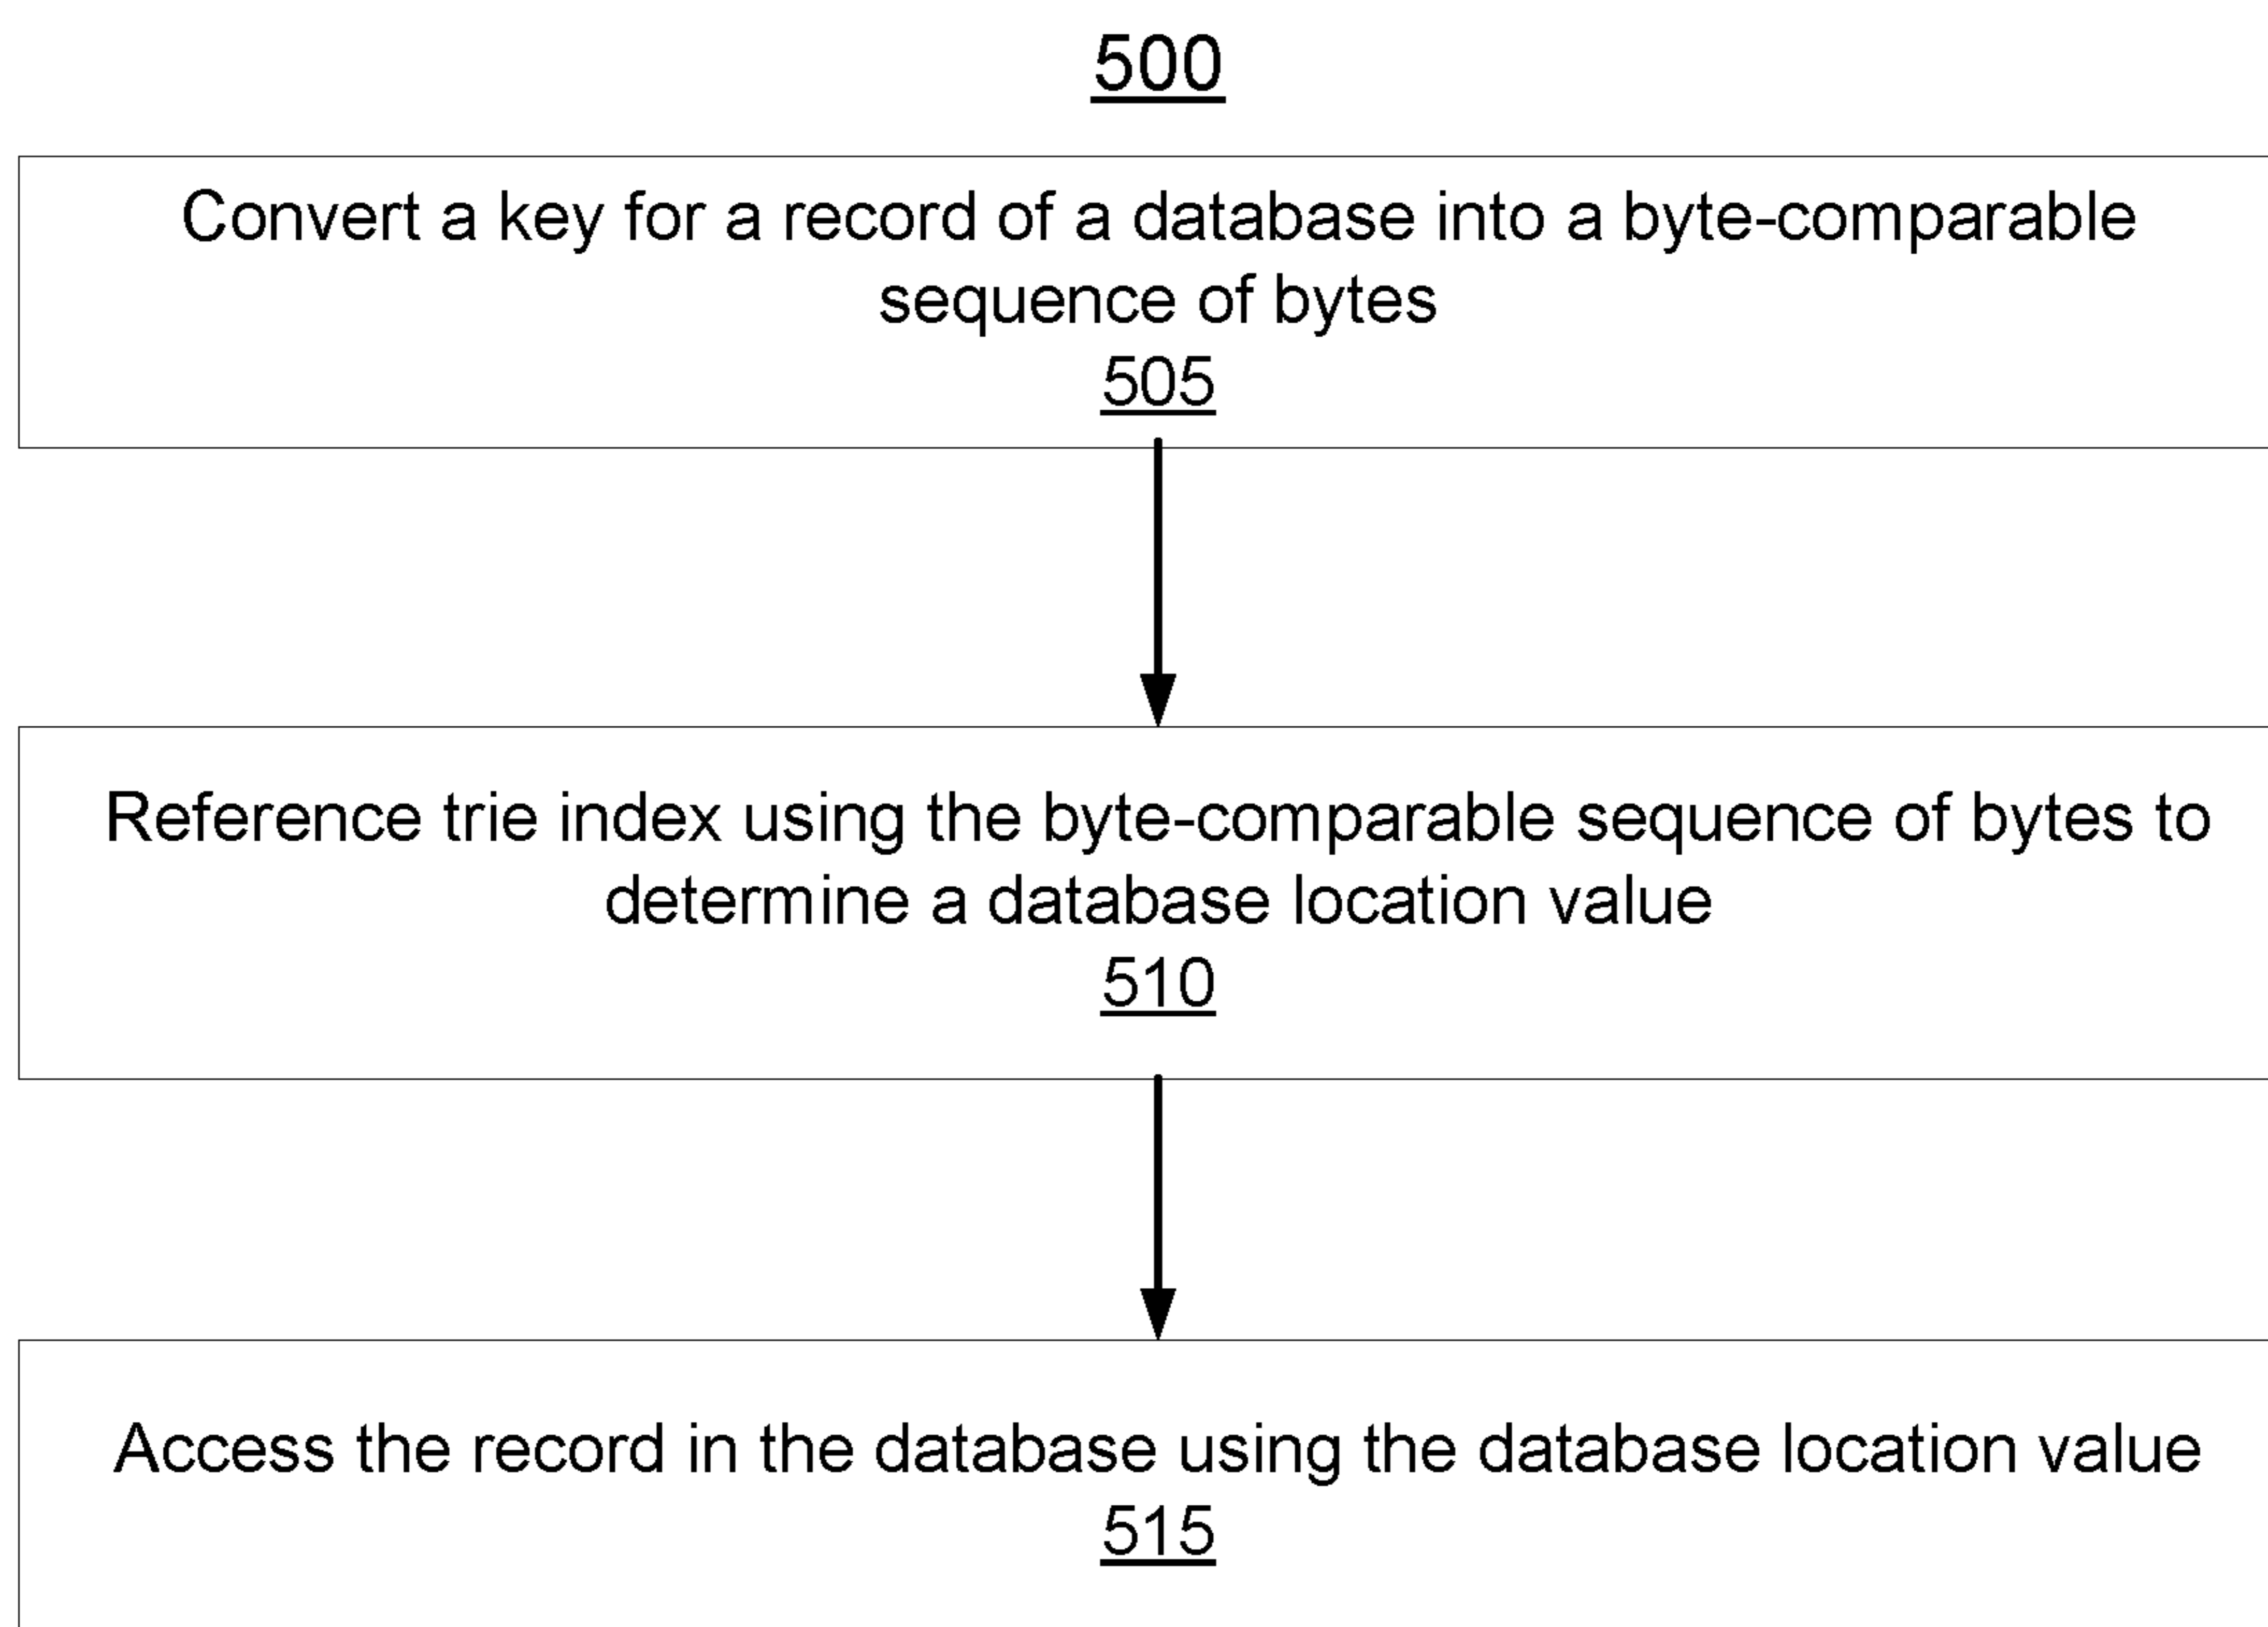 500
Convert a key for a record of a database into a byte-comparable
sequence of bytes
505
Reference trie index using the byte-comparable sequence of bytes to
determine a database location value
510
Access the record in the database using the database location value
515